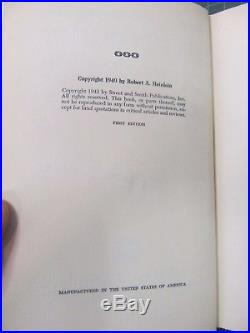 Copyright 1949 by Robert A. Heinlein
Copyright 1941 by Street and Smith Publications, Inc.
All rights reserved. This book, or parts thereof, may
not be reproduced in any form without permission, ex-
cept for brief quotations in critical articles and reviews.
FIRST EDITION
MANUFACTURED IN THE UNITED STATES OF AMERICA